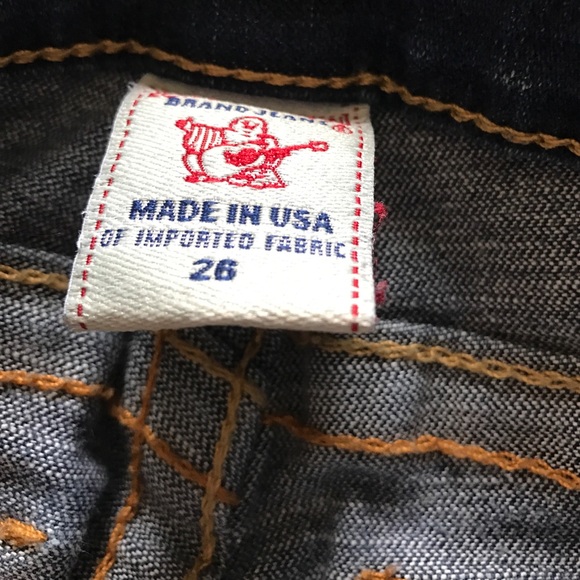 BRAND JEANS
MADE IN USA
OF IMPORTED FABRIC
26